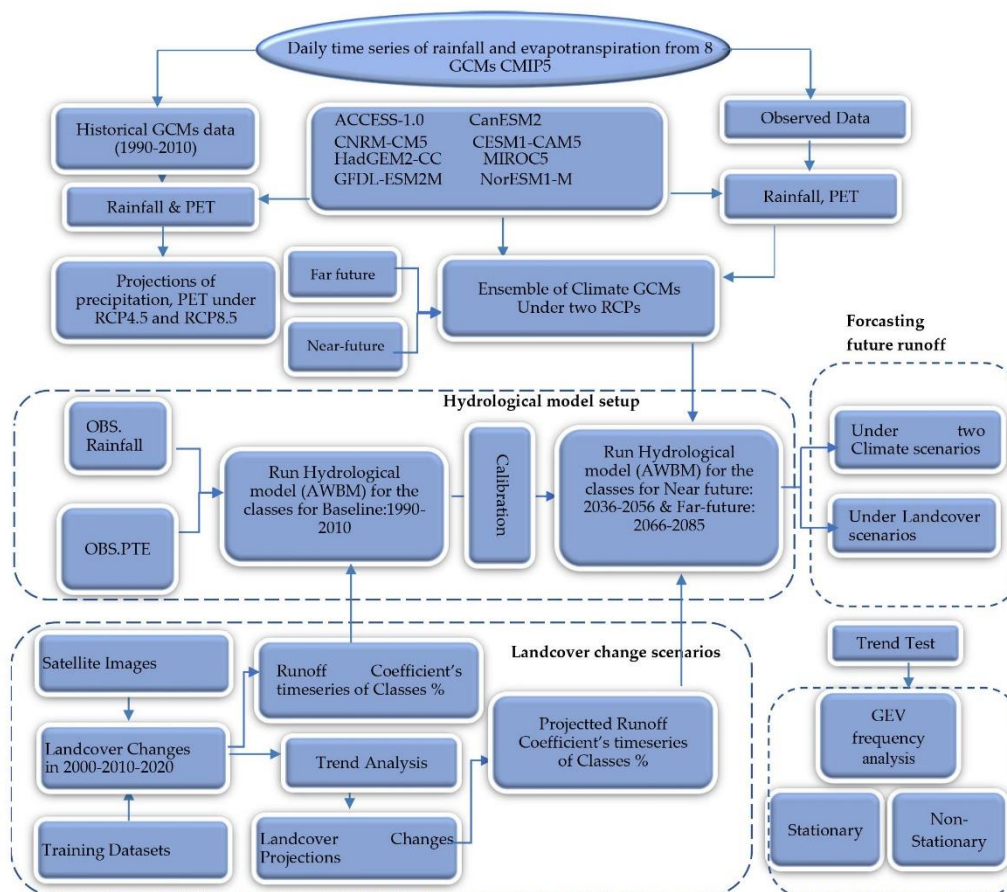 Daily time series of rainfall and evapotranspiration from 8
GCMs CMIP5
Historical GCMs data
(1990-2010)
ACCESS-1.0 CanESM2
CNRM-CM5 CESM1-CAM5
HadGEM2-CC MIROC5
GFDL-ESM2M NorESM1-M
Observed Data
Rainfall & PET
Rainfall, PET
Projections of
precipitation, PET under
RCP4.5 and RCP8.5
Far future
Near-future
Ensemble of Climate GCMs
Under two RCPs
Forcasting
future runoff
Hydrological model setup
OBS.
Rainfall
OBS.PTE
Run Hydrological
model (AWBM) for the
classes for Baseline:1990-
2010
Calibration
Run Hydrological
model (AWBM) for the
classes for Near future:
2036-2056 & Far-future:
2066-2085
Under two
Climate scenarios
Under Landcover
scenarios
Landcover change scenarios
Satellite Images
Runoff Coefficient’s
timeseries of Classes %
Landcover Changes
in 2000-2010-2020
Trend Analysis
Training Datasets
Landcover Changes
Projections
Projectted Runoff
Coefficient’s timeseries
of Classes %
Trend Test
GEV
frequency
analysis
Stationary
Non-
Stationary